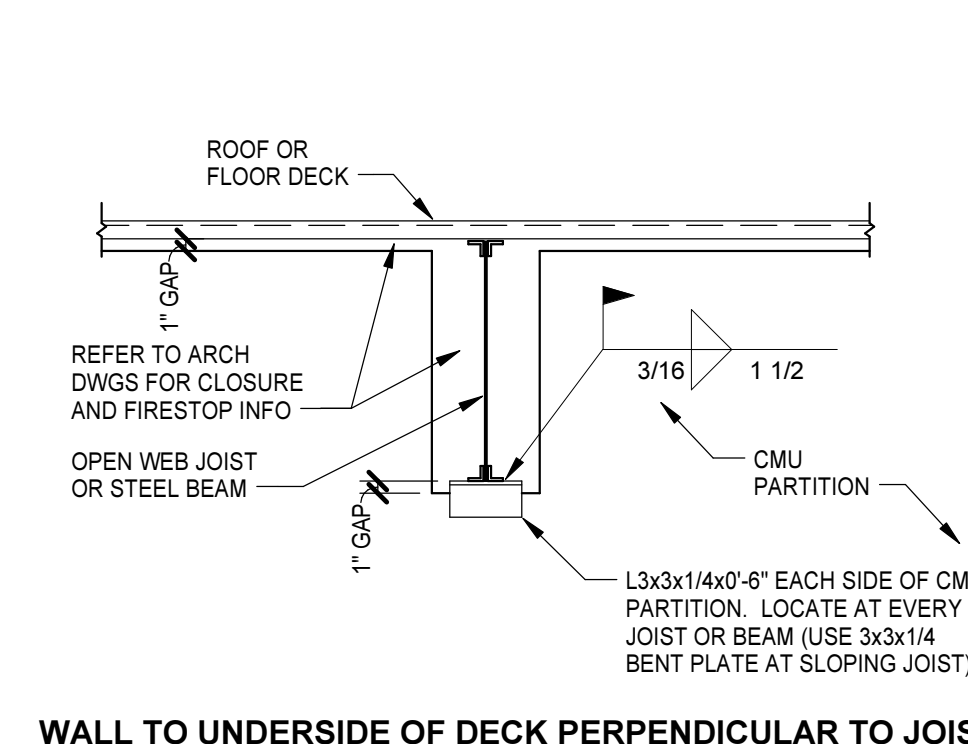 ROOF OR
FLOOR DECK
1" GAP
REFER TO ARCH
DWGS FOR CLOSURE
AND FIRESTOP INFO
3/16
1 1/2
OPEN WEB JOIST
OR STEEL BEAM
CMU
PARTITION
1" GAP
L3x3x1/4x0'-6" EACH SIDE OF CM
PARTITION. LOCATE AT EVERY
JOIST OR BEAM (USE 3x3x1/4
BENT PLATE AT SLOPING JOIST)
WALL TO UNDERSIDE OF DECK PERPENDICULAR TO JOIS